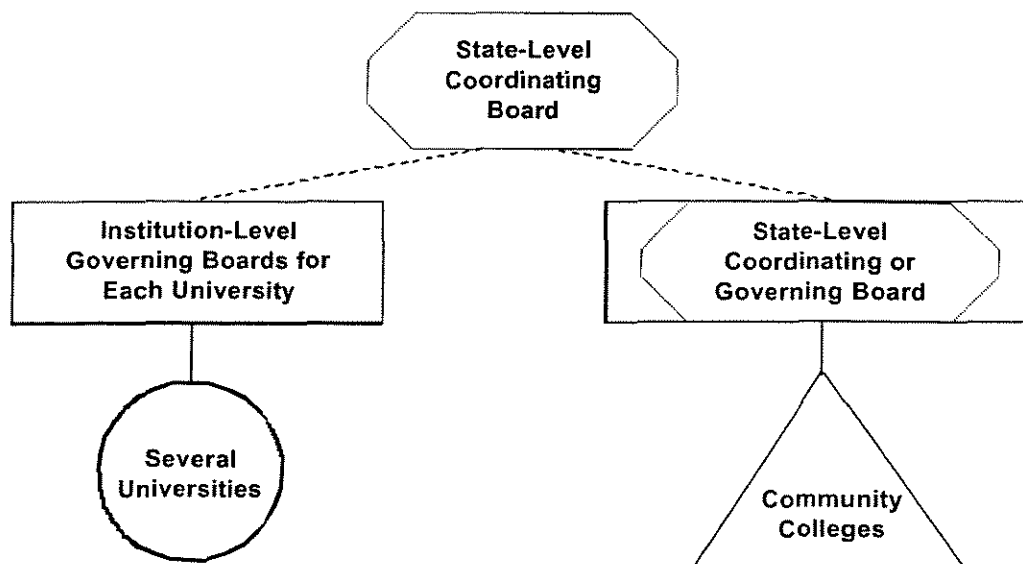 State-Level
Coordinating
Board
Institution-Level
Governing Boards for
Each University
State-Level
Coordinating or
Governing Board
Several
Universities
Community
Colleges